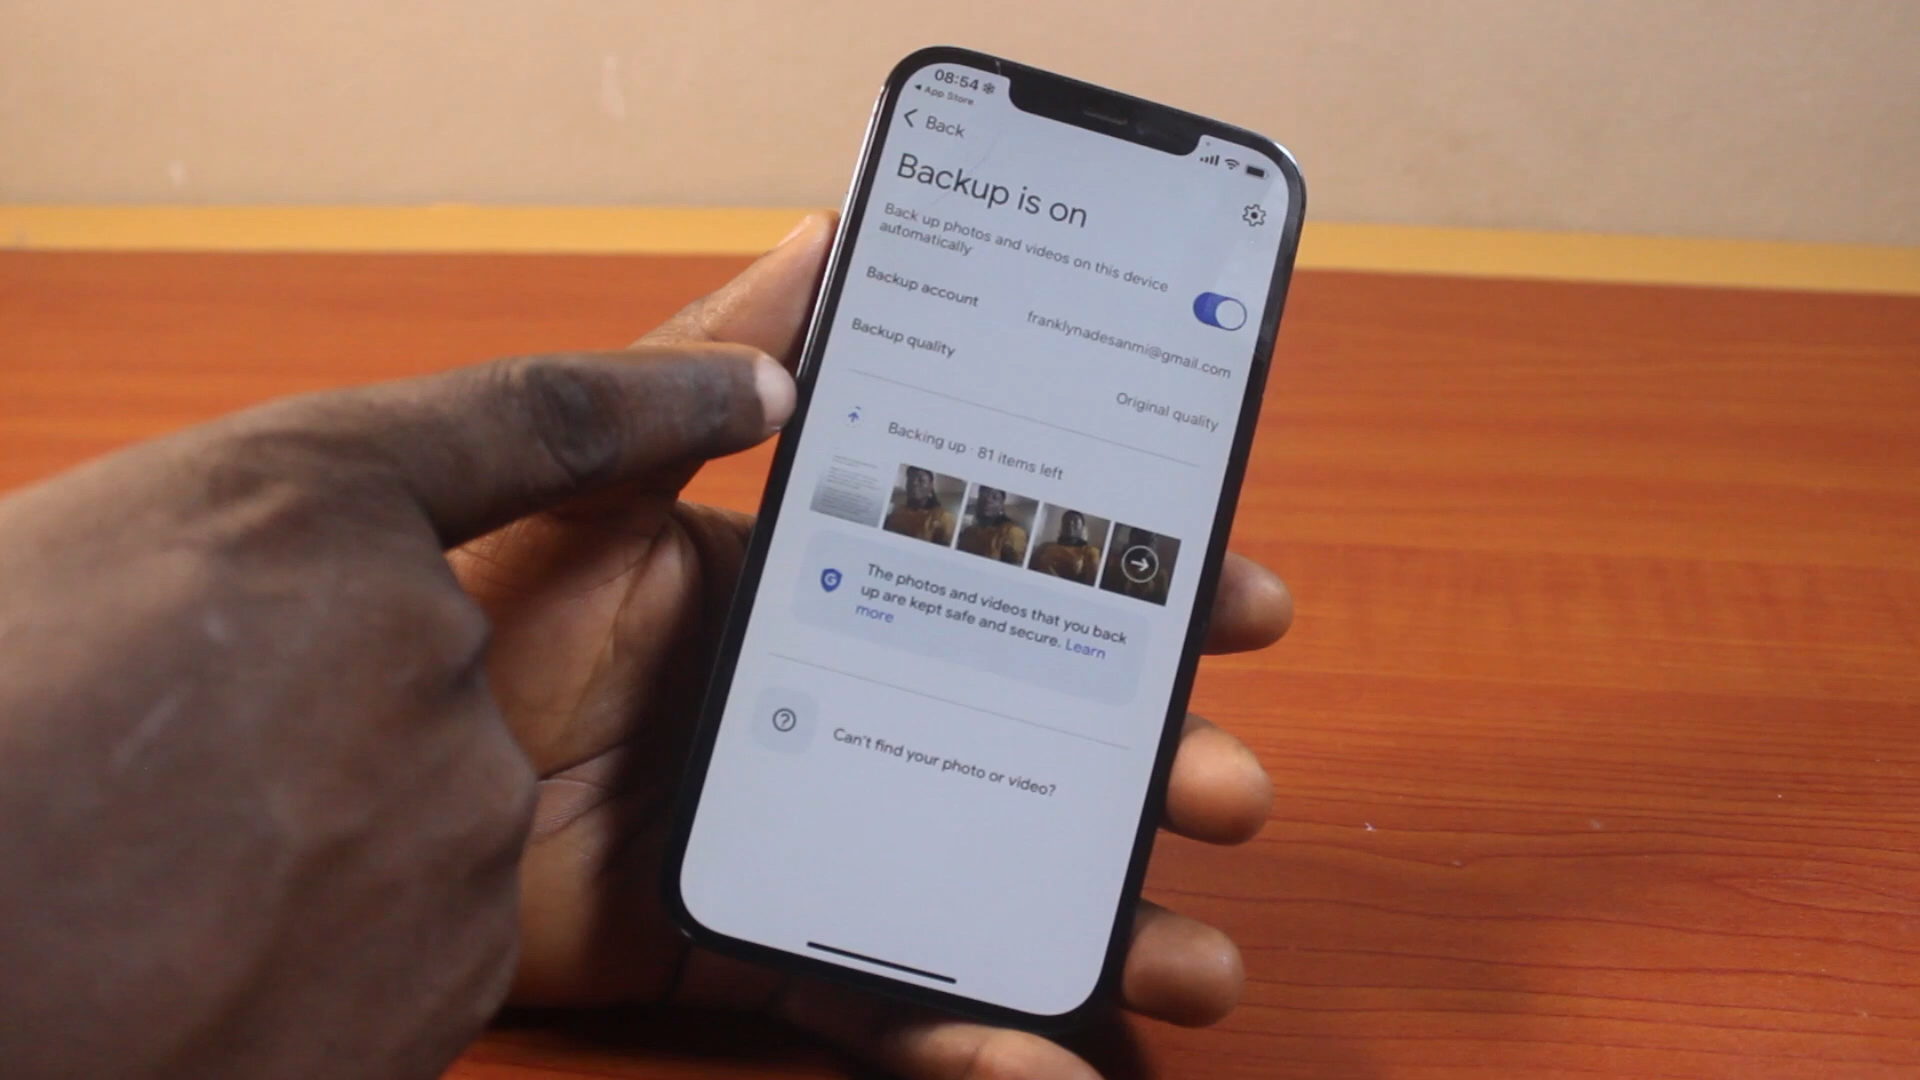 08:54
App Store
Back
Backup is on
Back up photos and videos on this device
automatically
Backup account
franklynadesanmi@gmail.com
Backup quality
Original quality
Backing up · 81 items left
The photos and videos that you back
up are kept safe and secure. Learn
more
Can't find your photo or video?